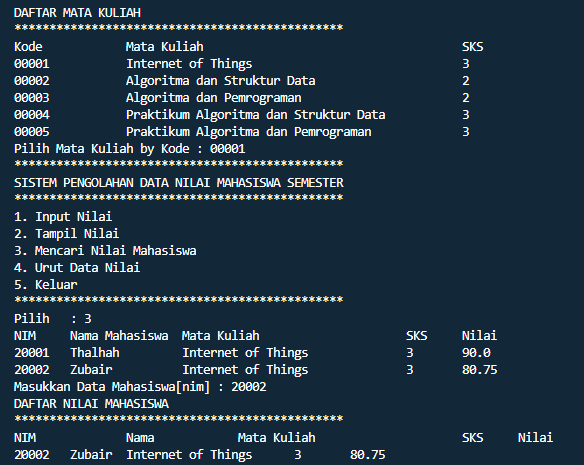 DAFTAR MATA KULIAH
***********************************************
Kode Mata Kuliah SKS
00001 Internet of Things 3
00002 Algoritma dan Struktur Data 2
00003 Algoritma dan Pemrograman 2
00004 Praktikum Algoritma dan Struktur Data 3
00005 Praktikum Algoritma dan Pemrograman 3
Pilih Mata Kuliah by Kode : 00001
***********************************************
SISTEM PENGOLAHAN DATA NILAI MAHASISWA SEMESTER
***********************************************
1. Input Nilai
2. Tampil Nilai
3. Mencari Nilai Mahasiswa
4. Urut Data Nilai
5. Keluar
***********************************************
Pilih : 3
NIM Nama Mahasiswa Mata Kuliah SKS Nilai
20001 Thalhah Internet of Things 3 90.0
20002 Zubair Internet of Things 3 80.75
Masukkan Data Mahasiswa[nim] : 20002
DAFTAR NILAI MAHASISWA
***********************************************
NIM Nama Mata Kuliah SKS Nilai
20002 Zubair Internet of Things 3 80.75